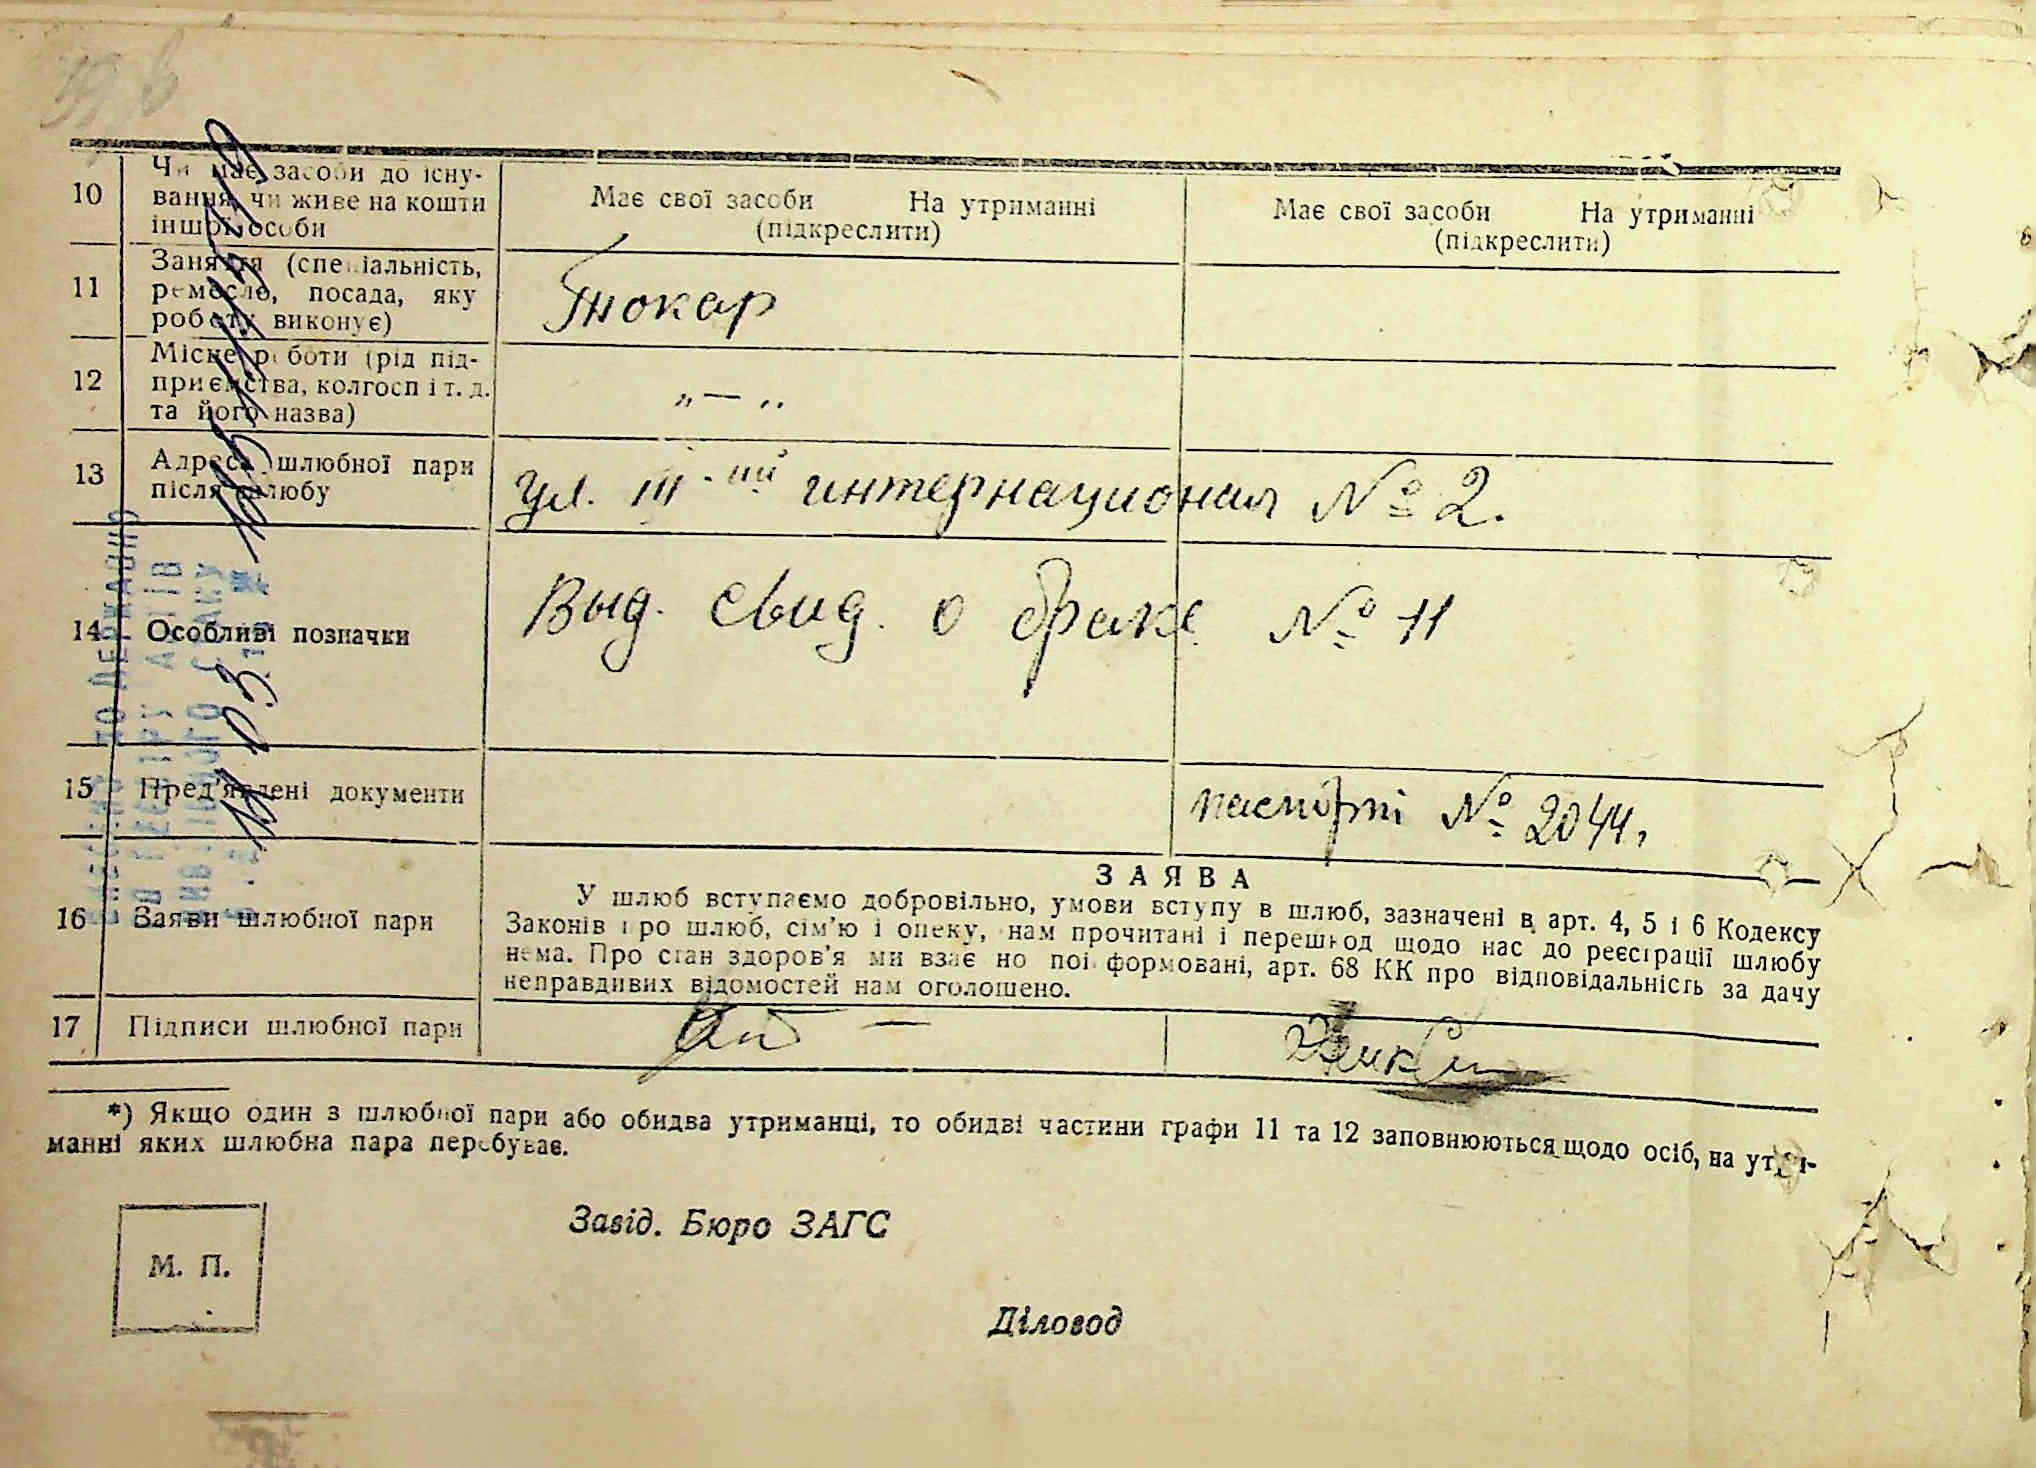 10
Чи має засоби до існу-
вання, чи живе на кошти
іншої особи
Має свої засоби На утриманні
(підкреслити)
Має свої засоби На утриманні
(підкреслити)
11
Заняття (спеціальність,
ремесло, посада, яку
роботу виконує)
Токар
12
Місце роботи (рід під-
приємства, колгосп і т. д.
та його назва)
„ — „
13
Адреса шлюбної пари
після шлюбу
ул. III-ий интернационал № 2.
14
Особливі позначки
Выд. свид. о браке № 11
15
Пред'явлені документи
паспорт № 2044,
16
Заяви шлюбної пари
ЗАЯВА
У шлюб вступаємо добровільно, умови вступу в шлюб, зазначені в арт. 4, 5 і 6 Кодексу
Законів про шлюб, сім'ю і опеку, нам прочитані і перешкод щодо нас до реєстрації шлюбу
нема. Про стан здоров'я ми взаємно поінформовані, арт. 68 КК про відповідальність за дачу
неправдивих відомостей нам оголошено.
17
Підписи шлюбної пари
*) Якщо один з шлюбної пари або обидва утриманці, то обидві частини графи 11 та 12 заповнюються щодо осіб, на утри-
манні яких шлюбна пара перебуває.
М. П.
Завід. Бюро ЗАГС
Діловод